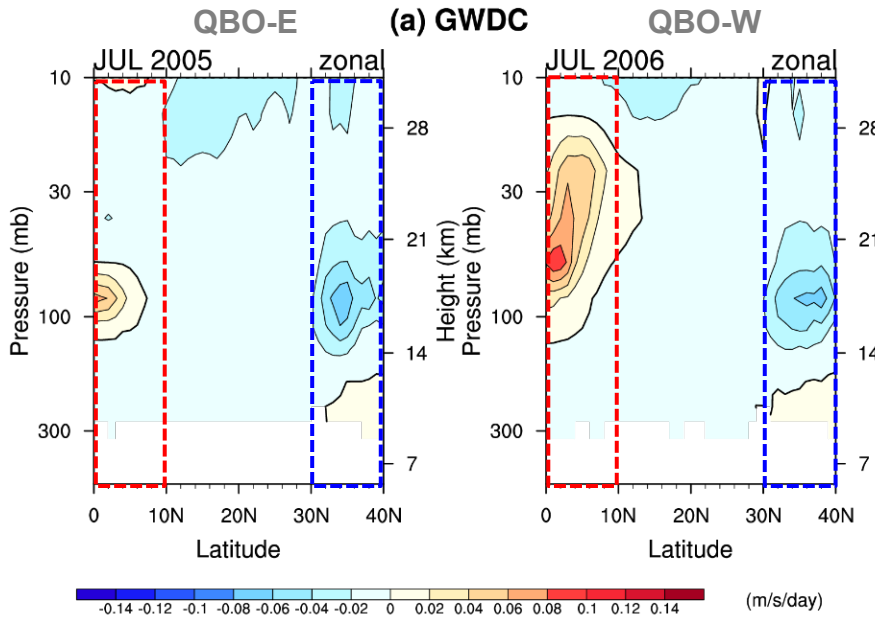 QBO-E (a) GWDC QBO-W
JUL 2005 zonal
JUL 2006 zonal
10
30
100
300
Pressure (mb)
28
21
14
7
Height (km)
0 10N 20N 30N 40N
Latitude
10
30
100
300
Pressure (mb)
28
21
14
7
0 10N 20N 30N 40N
Latitude
-0.14 -0.12 -0.1 -0.08 -0.06 -0.04 -0.02 0 0.02 0.04 0.06 0.08 0.1 0.12 0.14 (m/s/day)